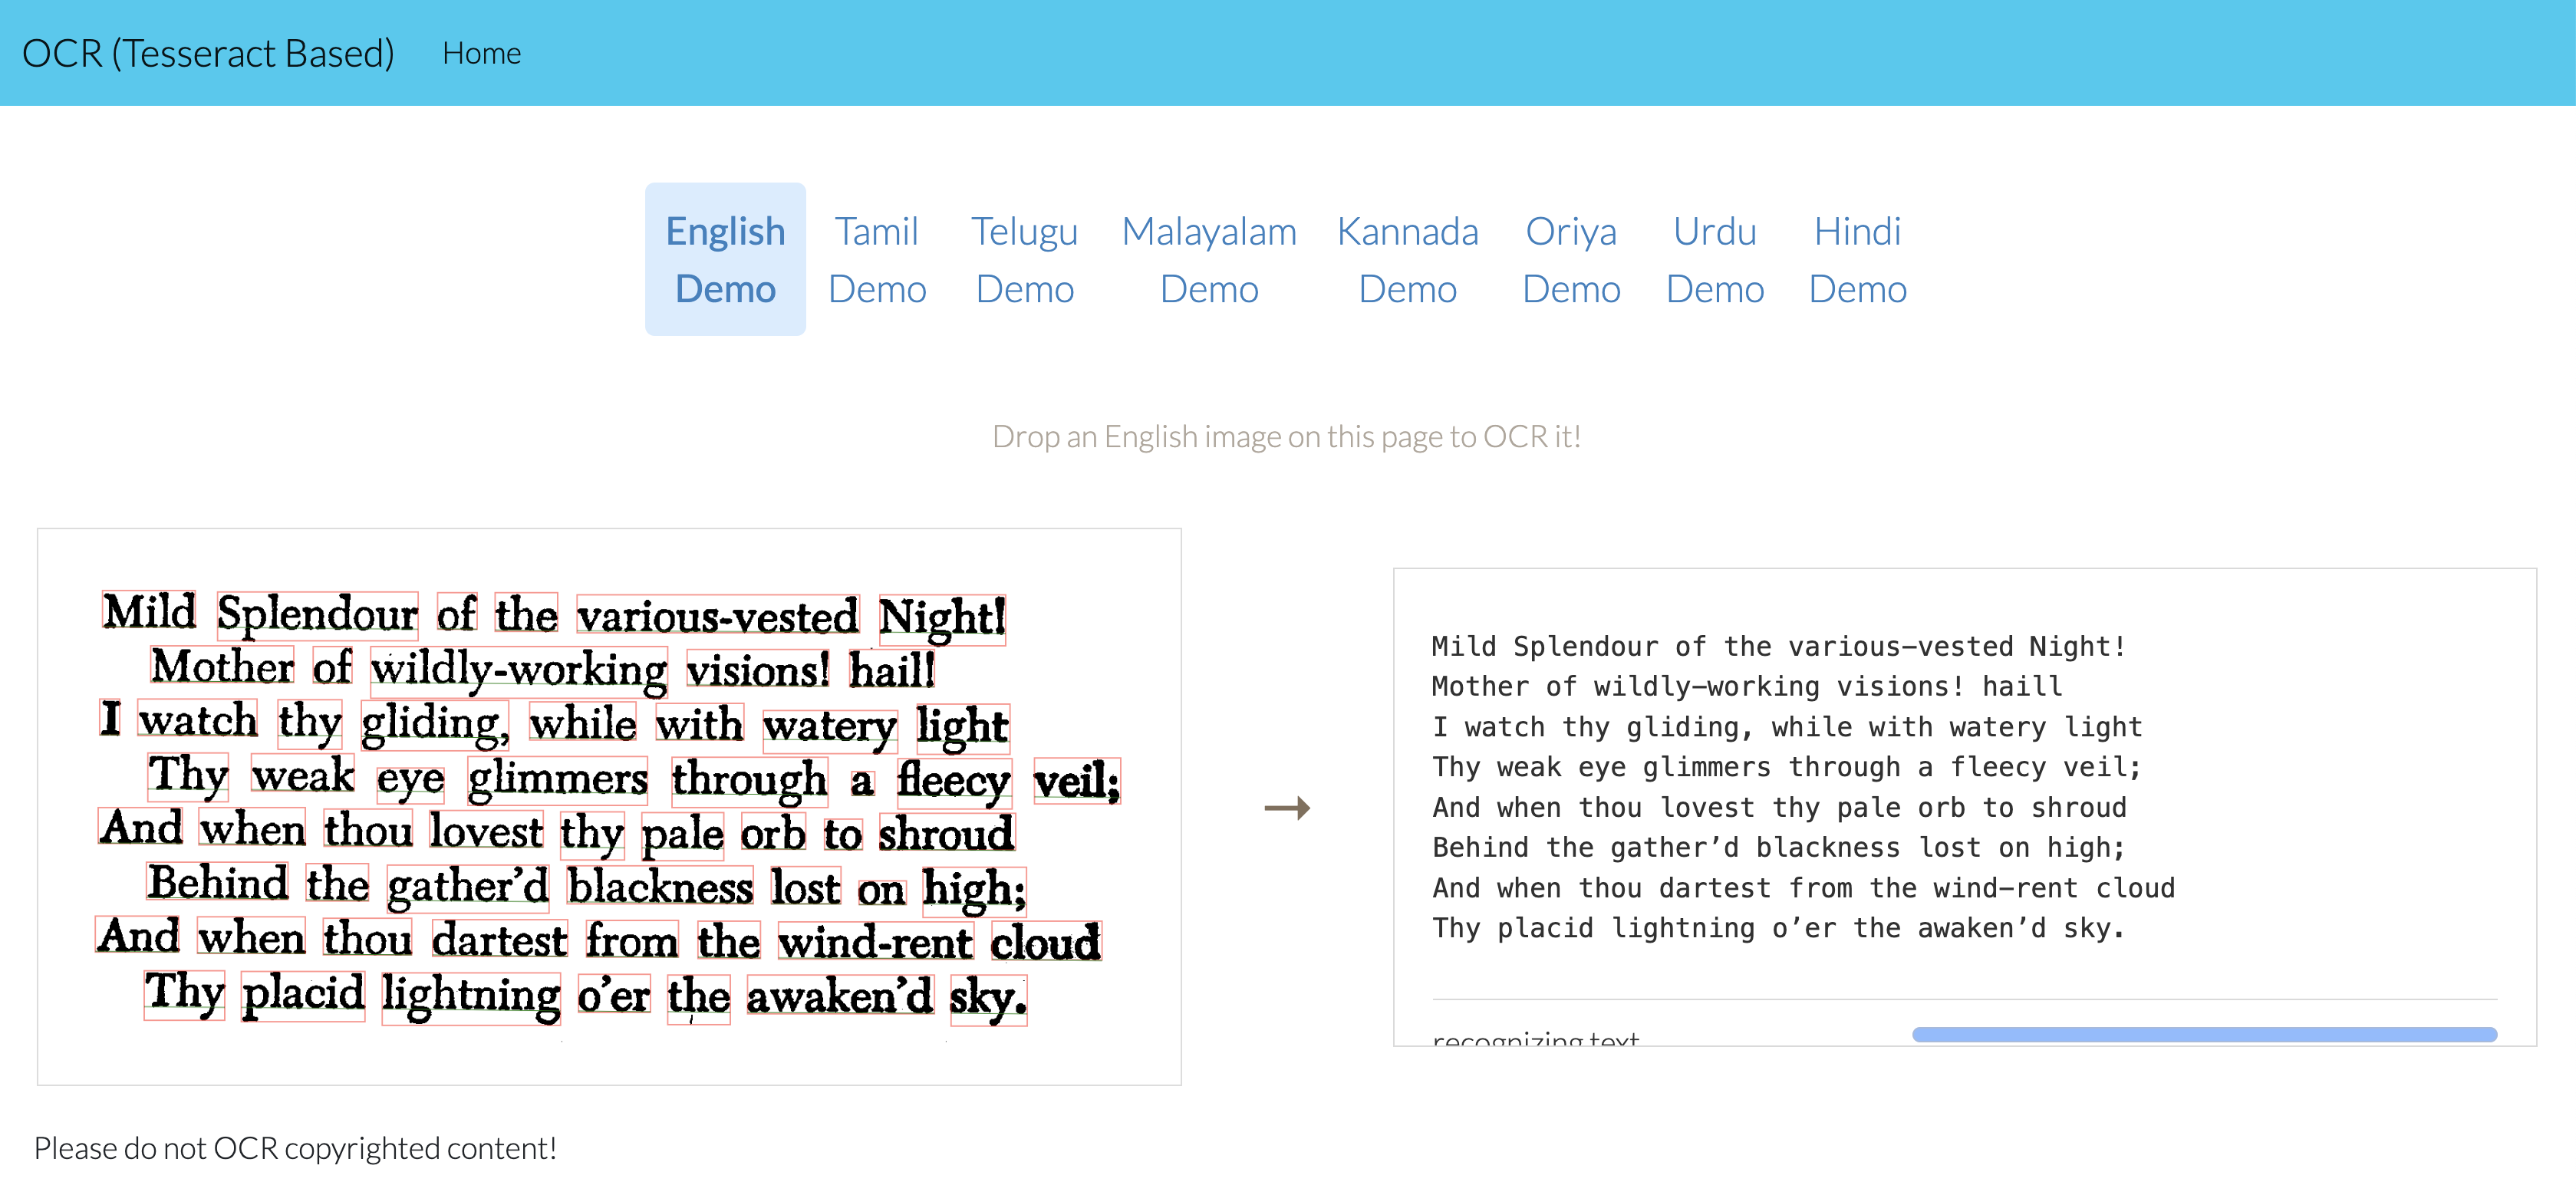 OCR (Tesseract Based) Home
English Demo
Tamil Demo
Telugu Demo
Malayalam Demo
Kannada Demo
Oriya Demo
Urdu Demo
Hindi Demo
Drop an English image on this page to OCR it!
Mild Splendour of the various-vested Night!
Mother of wildly-working visions! hail!
I watch thy gliding, while with watery light
Thy weak eye glimmers through a fleecy veil;
And when thou lovest thy pale orb to shroud
Behind the gather'd blackness lost on high;
And when thou dartest from the wind-rent cloud
Thy placid lightning o'er the awaken'd sky.
Mild Splendour of the various-vested Night!
Mother of wildly-working visions! haill
I watch thy gliding, while with watery light
Thy weak eye glimmers through a fleecy veil;
And when thou lovest thy pale orb to shroud
Behind the gather’d blackness lost on high;
And when thou dartest from the wind-rent cloud
Thy placid lightning o’er the awaken’d sky.
recognizing text
Please do not OCR copyrighted content!